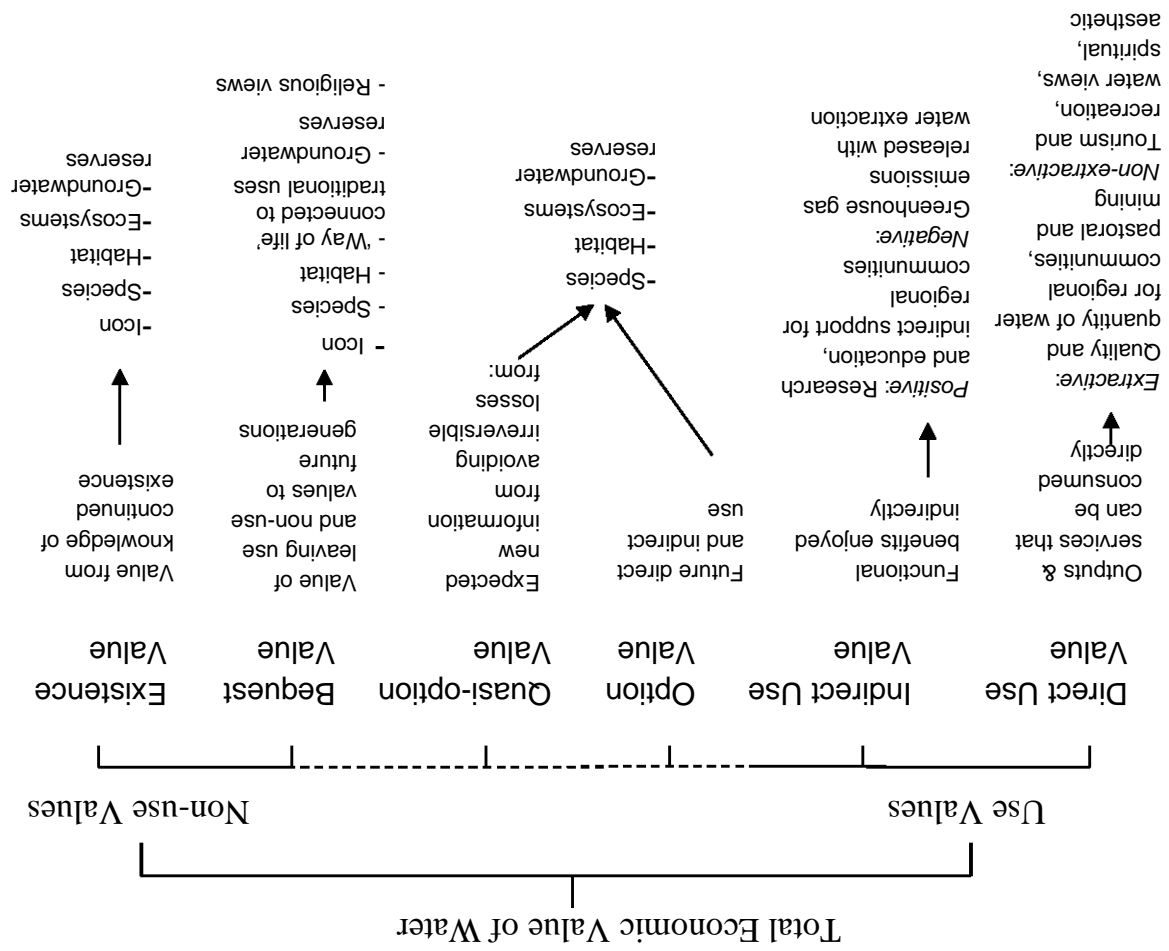 Total Economic Value of Water
Use Values
Non-use Values
Direct Use
Value
Indirect Use
Value
Option
Value
Quasi-option
Value
Bequest
Value
Existence
Value
Outputs &
services that
can be
consumed
directly
Functional
benefits enjoyed
indirectly
Future direct
and indirect
use
Expected
new
information
from
avoiding
irreversible
losses
from:
Value of
leaving use
and non-use
values to
future
generations
Value from
knowledge of
continued
existence
Extractive:
Quality and
quantity of water
for regional
communities,
pastoral and
mining
Non-extractive:
Tourism and
recreation,
water views,
spiritual,
aesthetic
Positive: Research
and education,
indirect support for
regional
communities
Negative:
Greenhouse gas
emissions
released with
water extraction
-Species
-Habitat
-Ecosystems
-Groundwater
reserves
- Icon
- Species
- Habitat
- 'Way of life'
connected to
traditional uses
- Groundwater
reserves
- Religious views
-Icon
-Species
-Habitat
-Ecosystems
-Groundwater
reserves